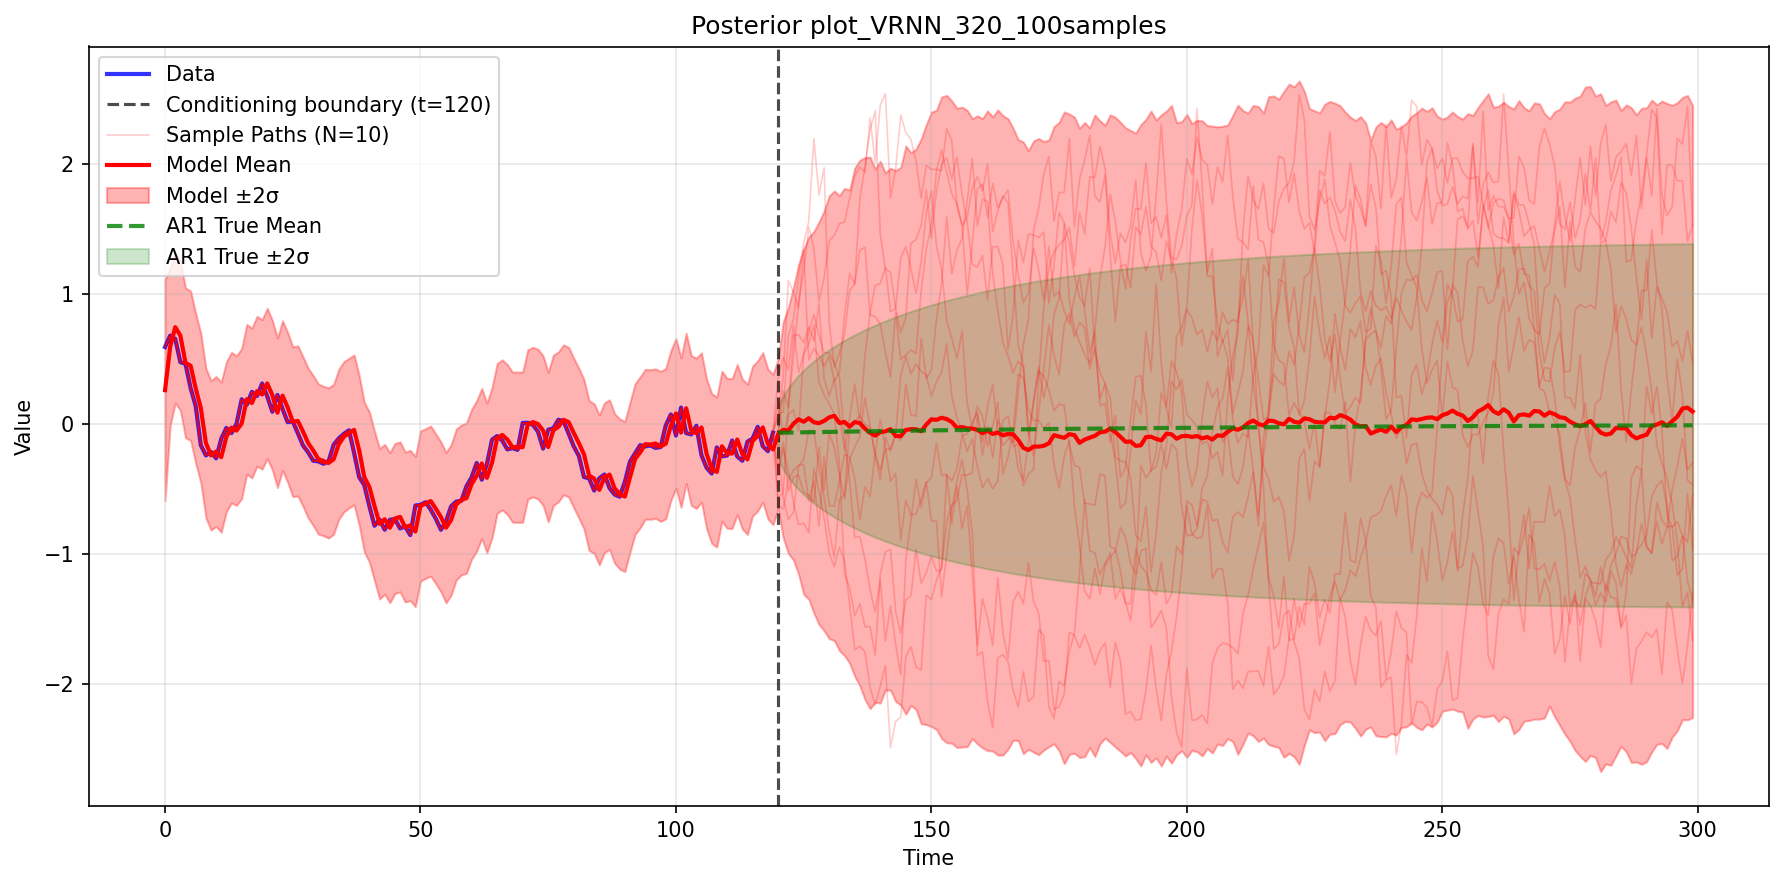 Posterior plot_VRNN_320_100samples
Data
Conditioning boundary (t=120)
Sample Paths (N=10)
Model Mean
Model ±2σ
AR1 True Mean
AR1 True ±2σ
Value
2
1
0
−1
−2
0 50 100 150 200 250 300
Time